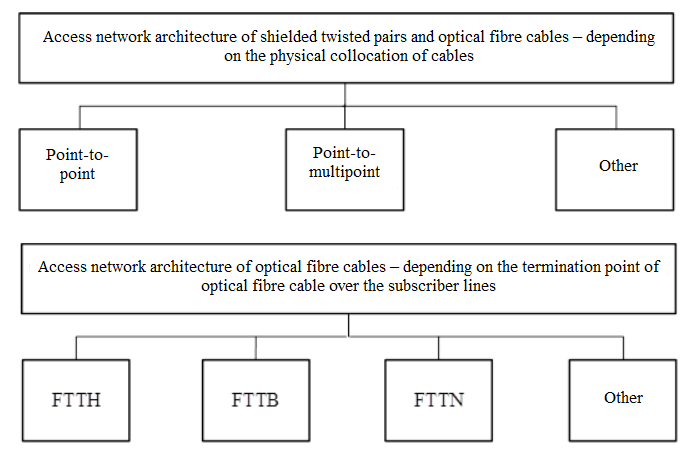 Access network architecture of shielded twisted pairs and optical fibre cables – depending
on the physical collocation of cables
Point-to-
point
Point-to-
multipoint
Other
Access network architecture of optical fibre cables – depending on the termination point of
optical fibre cable over the subscriber lines
FTTH
FTTB
FTTN
Other